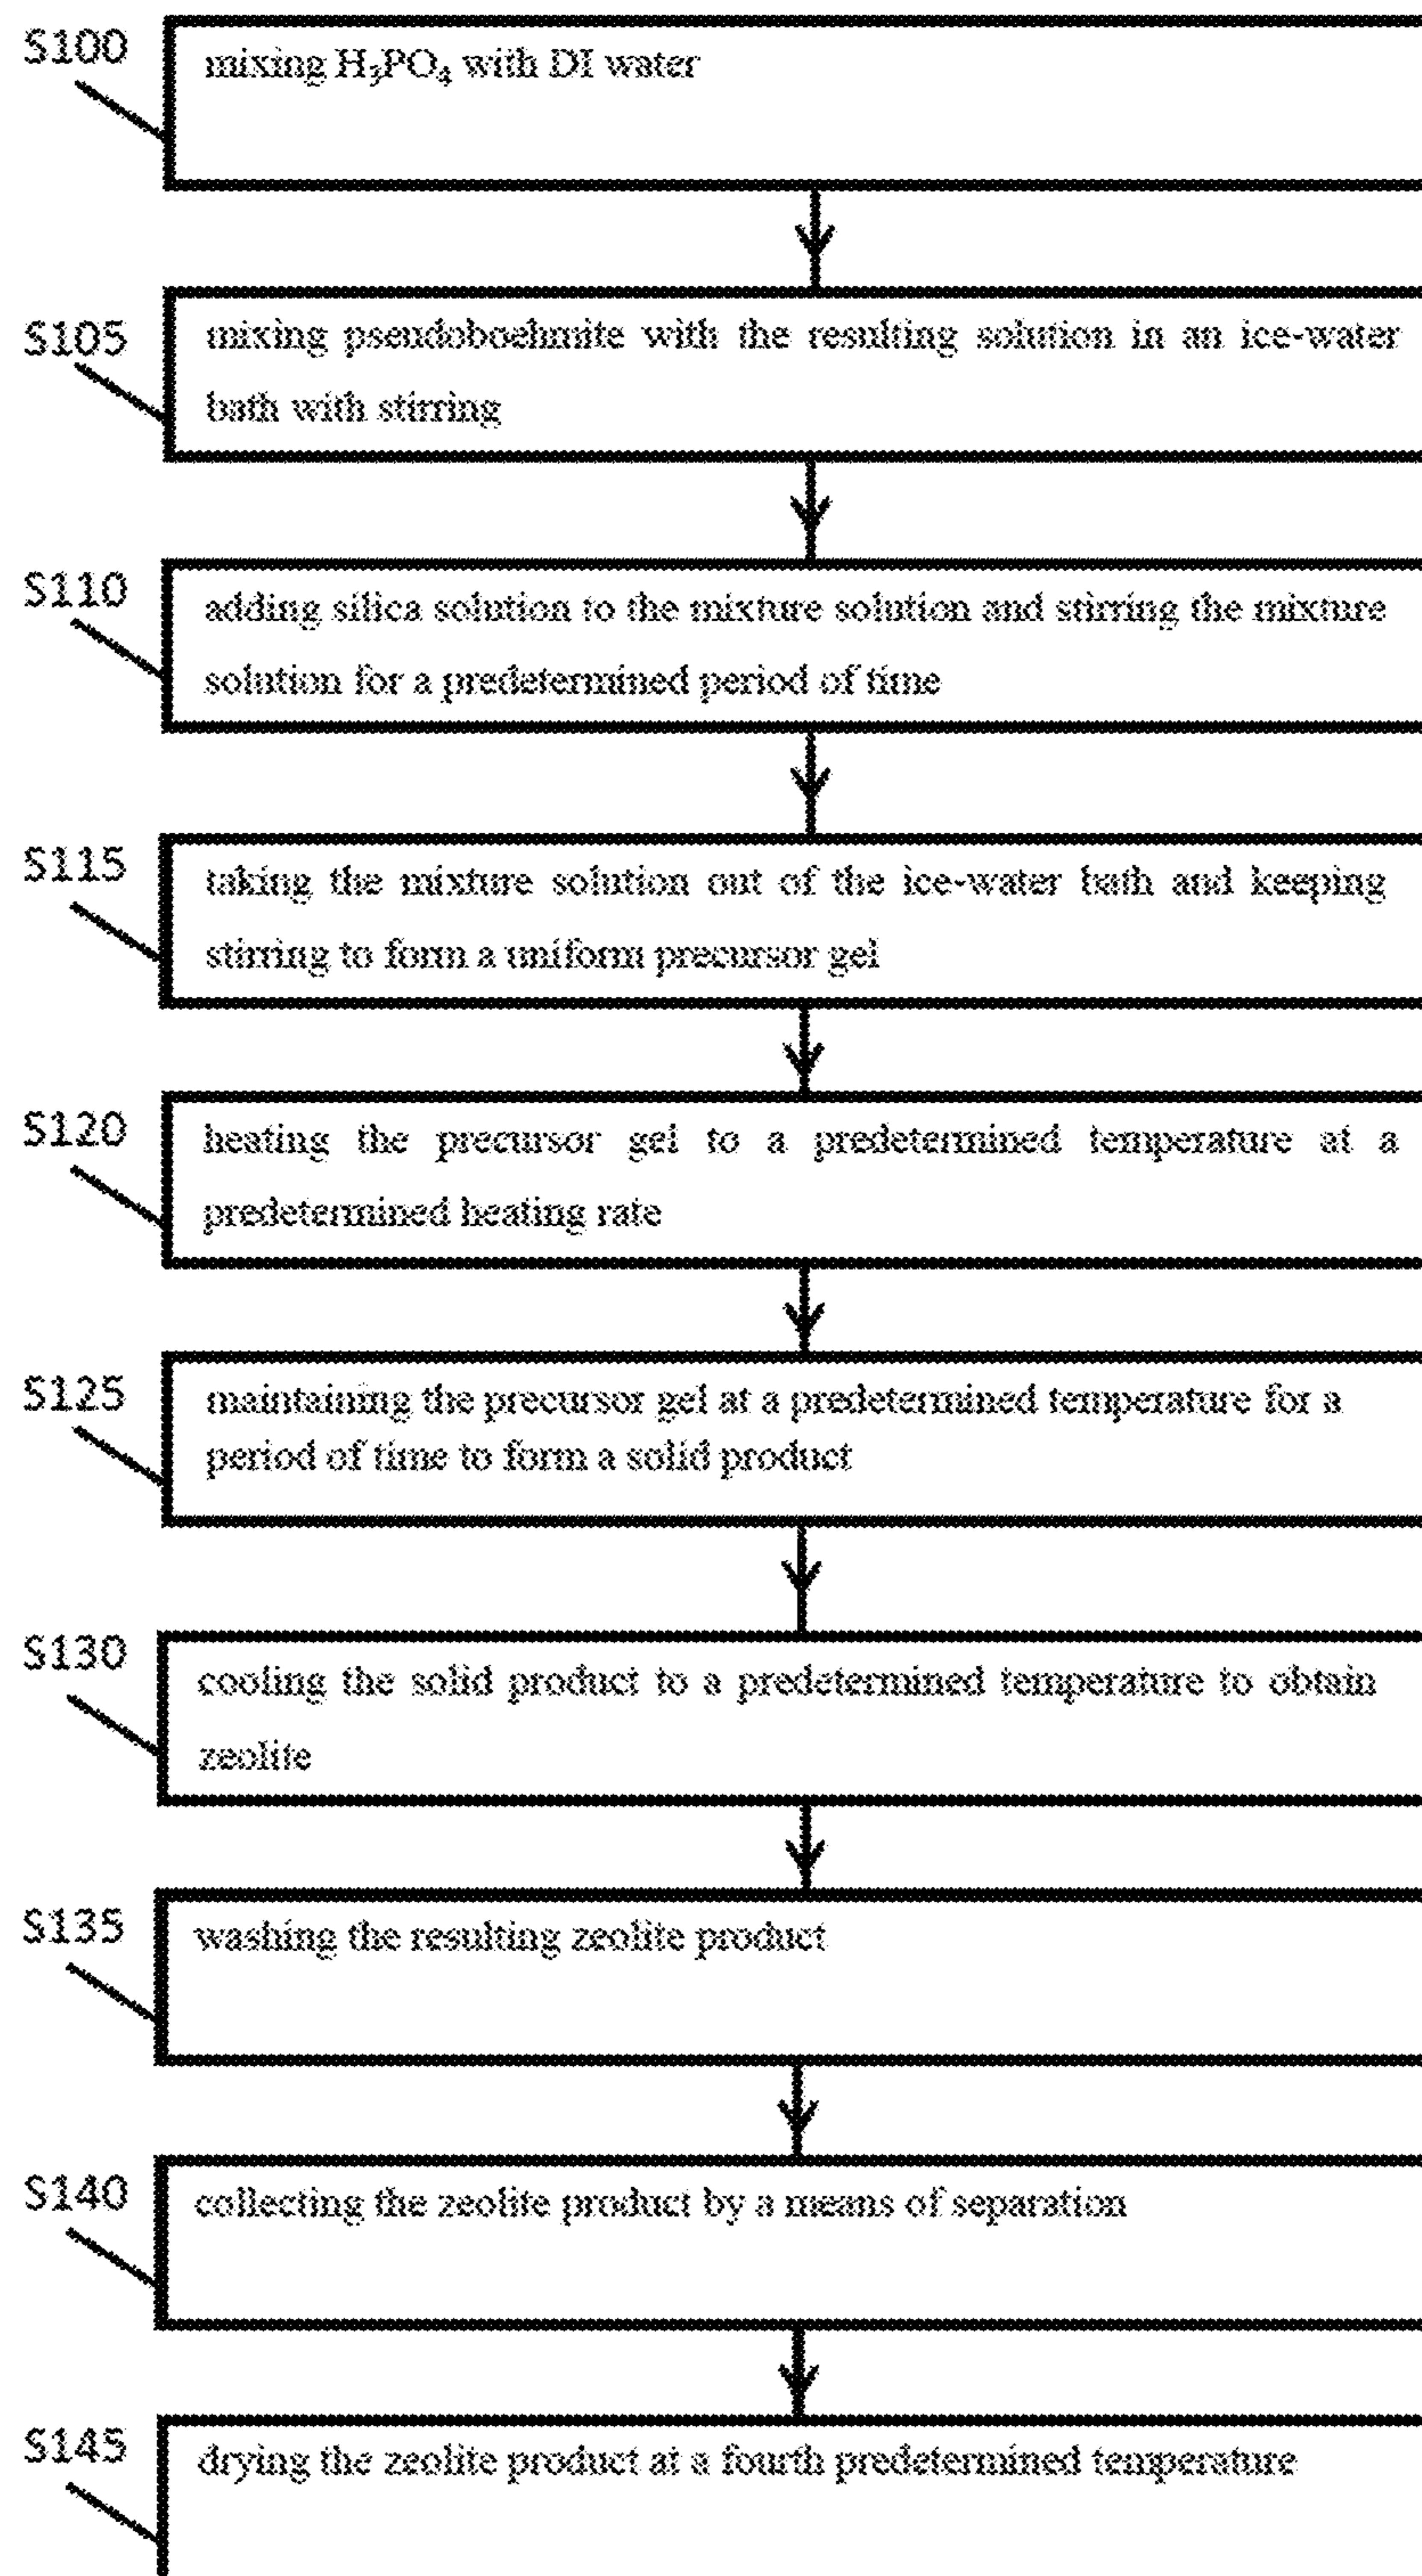 S100
mixing H₃PO₄ with DI water
S105
mixing pseudoboehmite with the resulting solution in an ice-water
bath with stirring
S110
adding silica solution to the mixture solution and stirring the mixture
solution for a predetermined period of time
S115
taking the mixture solution out of the ice-water bath and keeping
stirring to form a uniform precursor gel
S120
heating the precursor gel to a predetermined temperature at a
predetermined heating rate
S125
maintaining the precursor gel at a predetermined temperature for a
period of time to form a solid product
S130
cooling the solid product to a predetermined temperature to obtain
zeolite
S135
washing the resulting zeolite product
S140
collecting the zeolite product by a means of separation
S145
drying the zeolite product at a fourth predetermined temperature